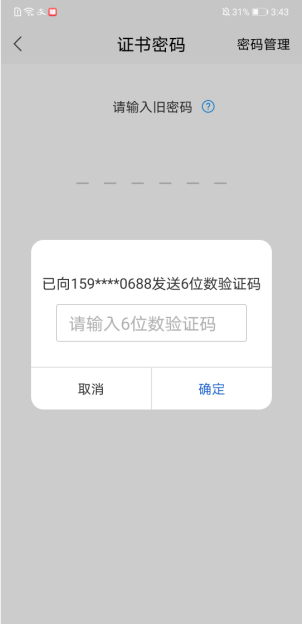 31% 3:43
证书密码 密码管理
请输入旧密码 ?
已向159****0688发送6位数验证码
请输入6位数验证码
取消 确定